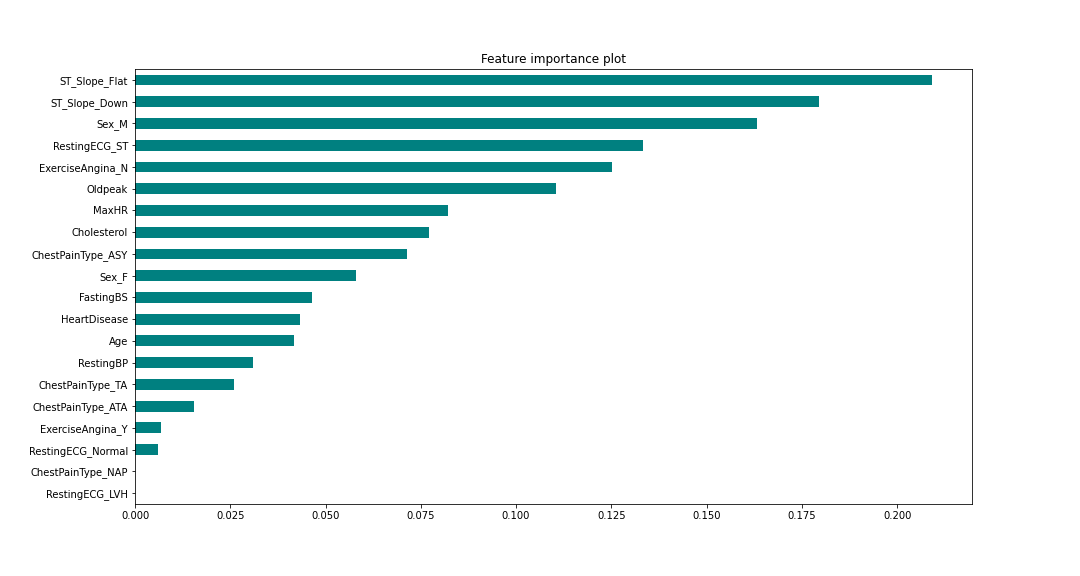 Feature importance plot
ST_Slope_Flat
ST_Slope_Down
Sex_M
RestingECG_ST
ExerciseAngina_N
Oldpeak
MaxHR
Cholesterol
ChestPainType_ASY
Sex_F
FastingBS
HeartDisease
Age
RestingBP
ChestPainType_TA
ChestPainType_ATA
ExerciseAngina_Y
RestingECG_Normal
ChestPainType_NAP
RestingECG_LVH
0.000 0.025 0.050 0.075 0.100 0.125 0.150 0.175 0.200